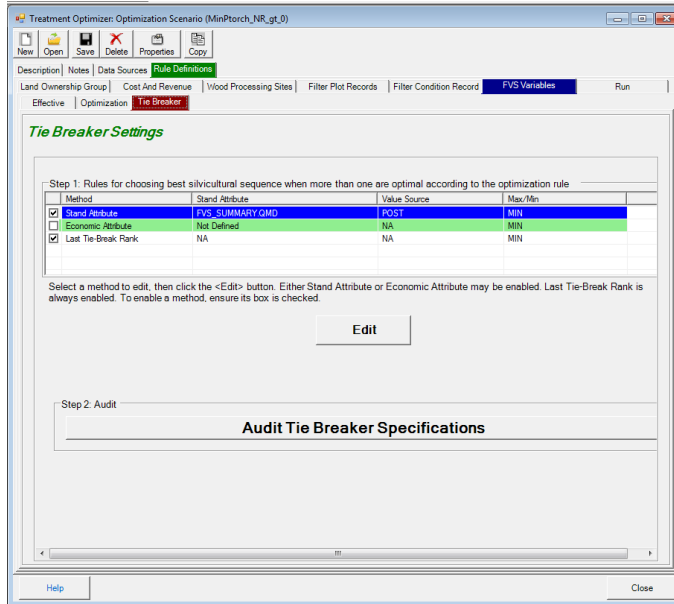 Treatment Optimizer: Optimization Scenario (MinPtorch_NR_gt_0)
New Open Save Delete Properties Copy
Description Notes Data Sources Rule Definitions
Land Ownership Group Cost And Revenue Wood Processing Sites Filter Plot Records Filter Condition Record FVS Variables Run
Effective Optimization Tie Breaker
Tie Breaker Settings
Step 1: Rules for choosing best silvicultural sequence when more than one are optimal according to the optimization rule
Method Stand Attribute Value Source Max/Min
Stand Attribute FVS_SUMMARY.QMD POST MIN
Economic Attribute Not Defined NA MIN
Last Tie-Break Rank NA NA MIN
Select a method to edit, then click the <Edit> button. Either Stand Attribute or Economic Attribute may be enabled. Last Tie-Break Rank is
always enabled. To enable a method, ensure its box is checked.
Edit
Step 2: Audit
Audit Tie Breaker Specifications
Help Close